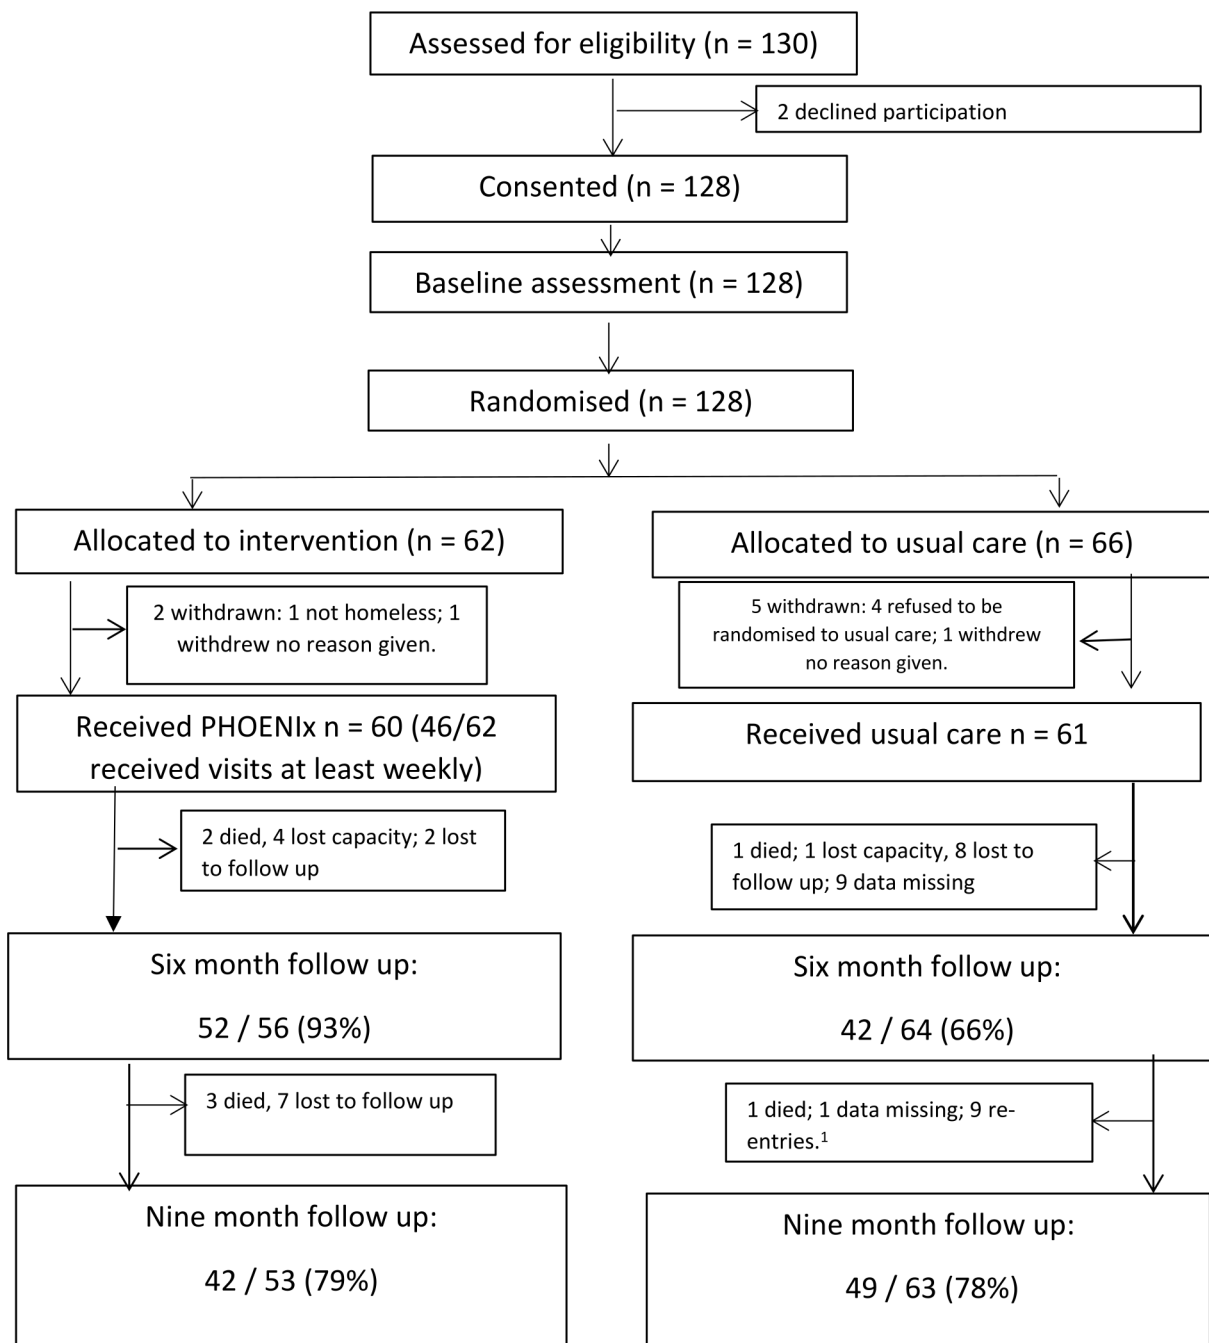 Assessed for eligibility (n = 130)
2 declined participation
Consented (n = 128)
Baseline assessment (n = 128)
Randomised (n = 128)
Allocated to intervention (n = 62)
Allocated to usual care (n = 66)
2 withdrawn: 1 not homeless; 1
withdrew no reason given.
5 withdrawn: 4 refused to be
randomised to usual care; 1 withdrew
no reason given.
Received PHOENIx n = 60 (46/62
received visits at least weekly)
Received usual care n = 61
2 died, 4 lost capacity; 2 lost
to follow up
1 died; 1 lost capacity, 8 lost to
follow up; 9 data missing
Six month follow up:
52 / 56 (93%)
Six month follow up:
42 / 64 (66%)
3 died, 7 lost to follow up
1 died; 1 data missing; 9 re-
entries.¹
Nine month follow up:
42 / 53 (79%)
Nine month follow up:
49 / 63 (78%)